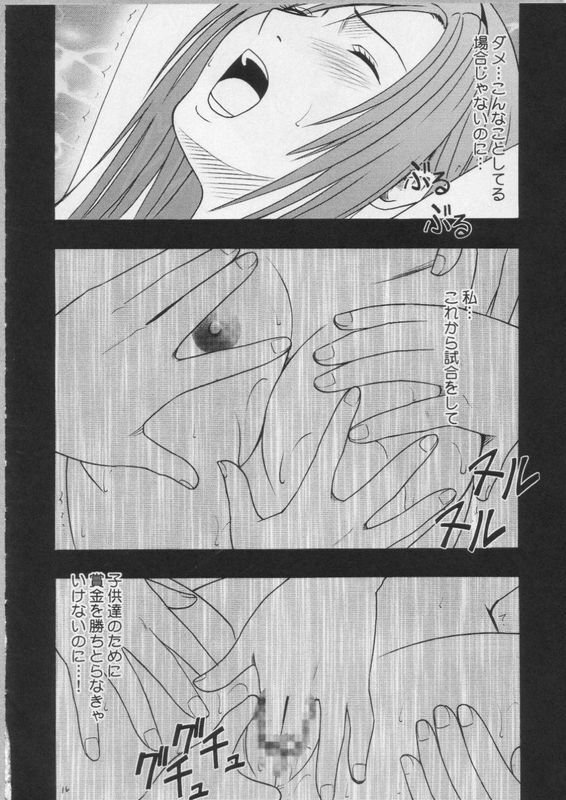 ダメ…こんなことしてる
場合じゃないのに…
ぶる
ぶる
私…
これから試合をして
ヌル
ヌル
子供達のために
賞金を勝ちとらなきゃ
いけないのに…！
グチュ
グチュ
16